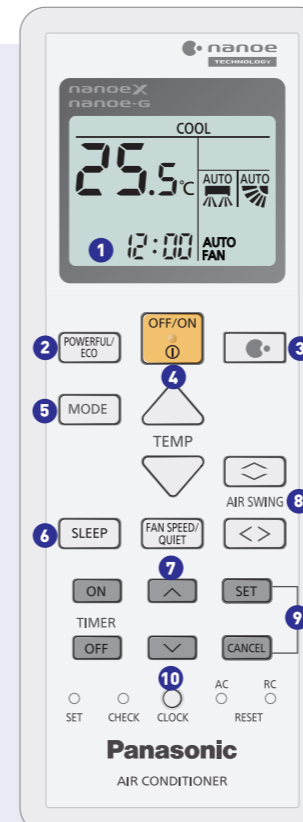 nanoe
TECHNOLOGY
nanoeX
nanoe-G
COOL
25.5°C
AUTO AUTO
1 12:00 AUTO FAN
2 POWERFUL/ECO
OFF/ON
3
4
5 MODE
TEMP
AIR SWING 8
6 SLEEP
FAN SPEED/QUIET
< >
7
ON
SET
TIMER
9
OFF
CANCEL
10
AC RC
SET CHECK CLOCK RESET
Panasonic
AIR CONDITIONER